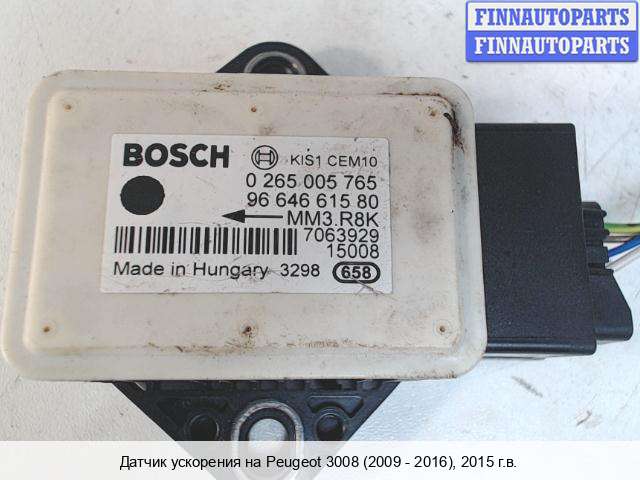 FINNAUTOPARTS
FINNAUTOPARTS
BOSCH KIS1 CEM10
0 265 005 765
96 646 615 80
MM3.R8K
7063929
15008
Made in Hungary 3298 658
Датчик ускорения на Peugeot 3008 (2009 - 2016), 2015 г.в.